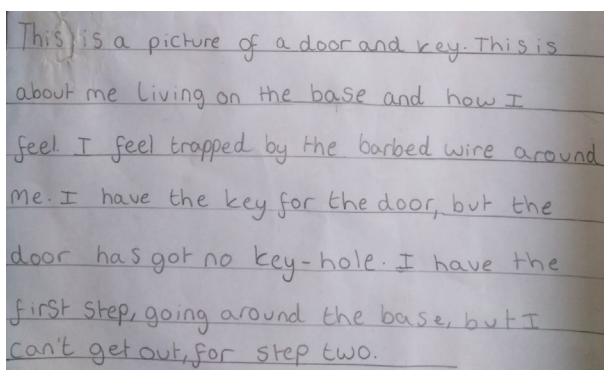 This is a picture of a door and key. This is
about me living on the base and how I
feel. I feel trapped by the barbed wire around
me. I have the key for the door, but the
door has got no key-hole. I have the
first step, going around the base, but I
can't get out, for step two.